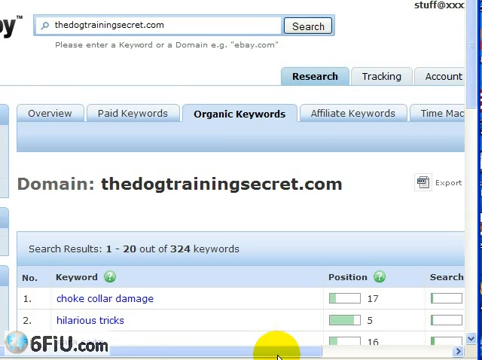 stuff@xxx
by™
thedogtrainingsecret.com
Search
Please enter a Keyword or a Domain e.g. "ebay.com"
Research
Tracking
Account
Overview
Paid Keywords
Organic Keywords
Affiliate Keywords
Time Mac
Domain: thedogtrainingsecret.com
Export
Search Results: 1 - 20 out of 324 keywords
No. Keyword ? Position ? Search
1. choke collar damage 17
2. hilarious tricks 5
16
6FiU.com